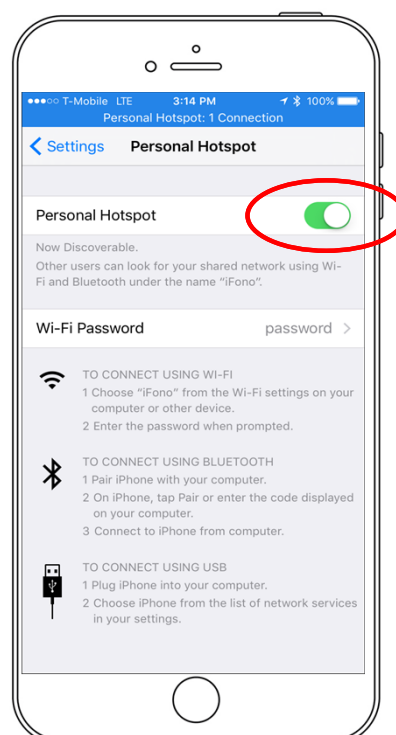 T-Mobile LTE 3:14 PM 100%
Personal Hotspot: 1 Connection
Settings Personal Hotspot
Personal Hotspot
Now Discoverable.
Other users can look for your shared network using Wi-
Fi and Bluetooth under the name “iFono”.
Wi-Fi Password password
TO CONNECT USING WI-FI
1 Choose “iFono” from the Wi-Fi settings on your
computer or other device.
2 Enter the password when prompted.
TO CONNECT USING BLUETOOTH
1 Pair iPhone with your computer.
2 On iPhone, tap Pair or enter the code displayed
on your computer.
3 Connect to iPhone from computer.
TO CONNECT USING USB
1 Plug iPhone into your computer.
2 Choose iPhone from the list of network services
in your settings.